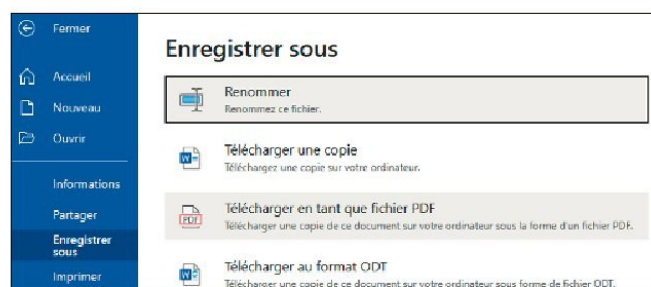 Fermer
Accueil
Nouveau
Ouvrir
Informations
Partager
Enregistrer
sous
Imprimer
Enregistrer sous
Renommer
Renommez ce fichier.
Télécharger une copie
Téléchargez une copie sur votre ordinateur.
PDF
Télécharger en tant que fichier PDF
Télécharger une copie de ce document sur votre ordinateur sous la forme d'un fichier PDF.
Télécharger au format ODT
Télécharger une copie de ce document sur votre ordinateur sous forme de fichier ODT.